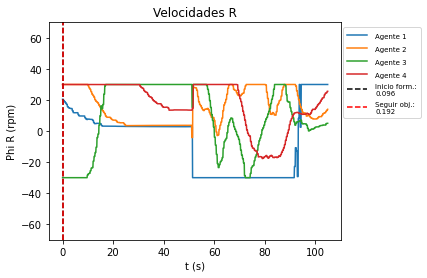 Velocidades R
Phi R (rpm)
60
40
20
0
−20
−40
−60
0
20
40
60
80
100
t (s)
Agente 1
Agente 2
Agente 3
Agente 4
Inicio form.:
0.096
Seguir obj.:
0.192